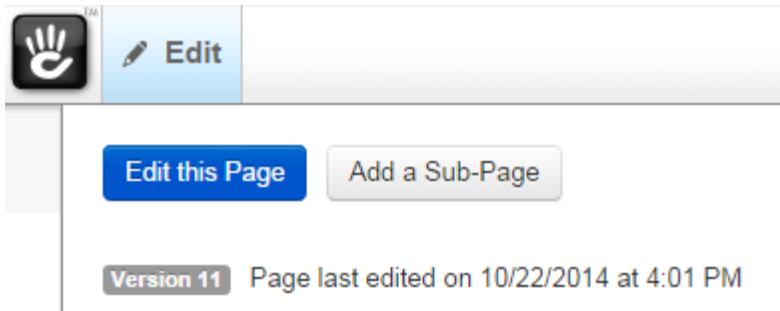 TM
Edit
Edit this Page Add a Sub-Page
Version 11 Page last edited on 10/22/2014 at 4:01 PM